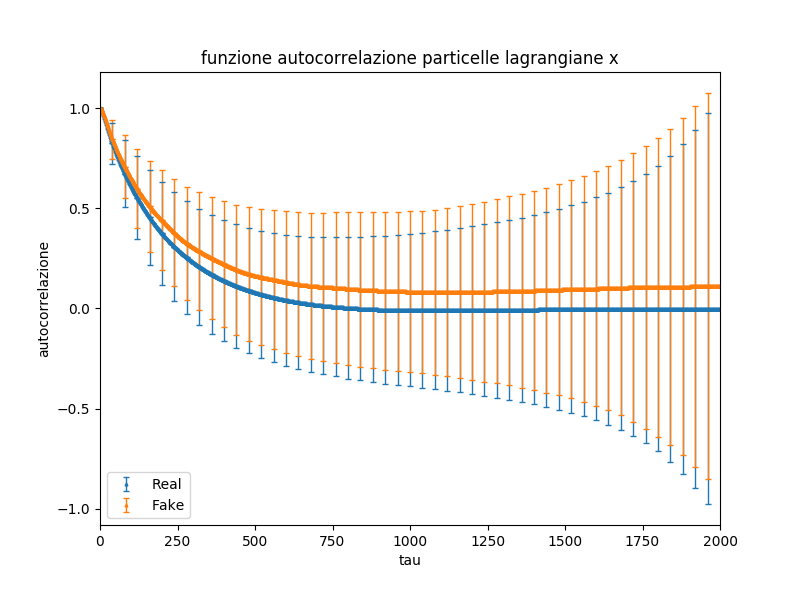 funzione autocorrelazione particelle lagrangiane x
1.0
0.5
0.0
−0.5
−1.0
autocorrelazione
Real
Fake
0 250 500 750 1000 1250 1500 1750 2000
tau